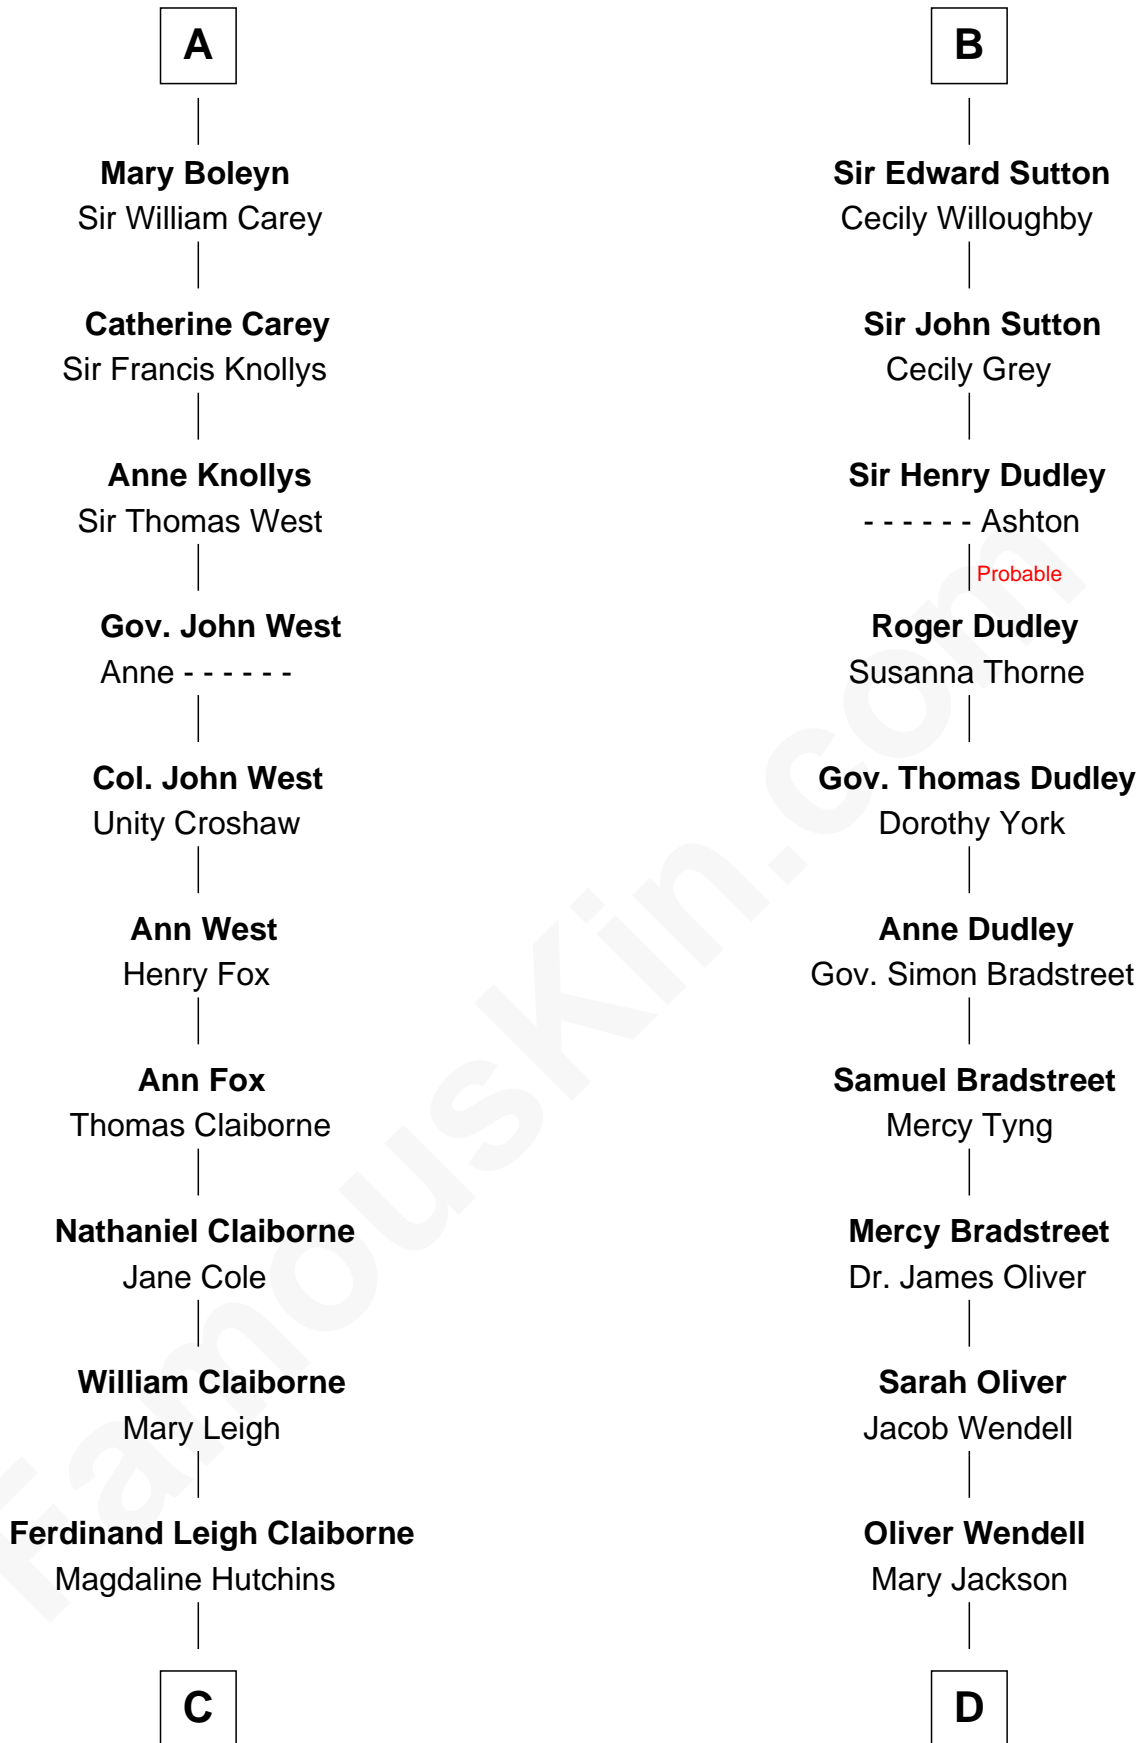 A
Mary Boleyn
Sir William Carey
Catherine Carey
Sir Francis Knollys
Anne Knollys
Sir Thomas West
Gov. John West
Anne - - - - - -
Col. John West
Unity Croshaw
Ann West
Henry Fox
Ann Fox
Thomas Claiborne
Nathaniel Claiborne
Jane Cole
William Claiborne
Mary Leigh
Ferdinand Leigh Claiborne
Magdaline Hutchins
C
B
Sir Edward Sutton
Cecily Willoughby
Sir John Sutton
Cecily Grey
Sir Henry Dudley
- - - - - - Ashton
Probable
Roger Dudley
Susanna Thorne
Gov. Thomas Dudley
Dorothy York
Anne Dudley
Gov. Simon Bradstreet
Samuel Bradstreet
Mercy Tyng
Mercy Bradstreet
Dr. James Oliver
Sarah Oliver
Jacob Wendell
Oliver Wendell
Mary Jackson
D
FamousKin.com